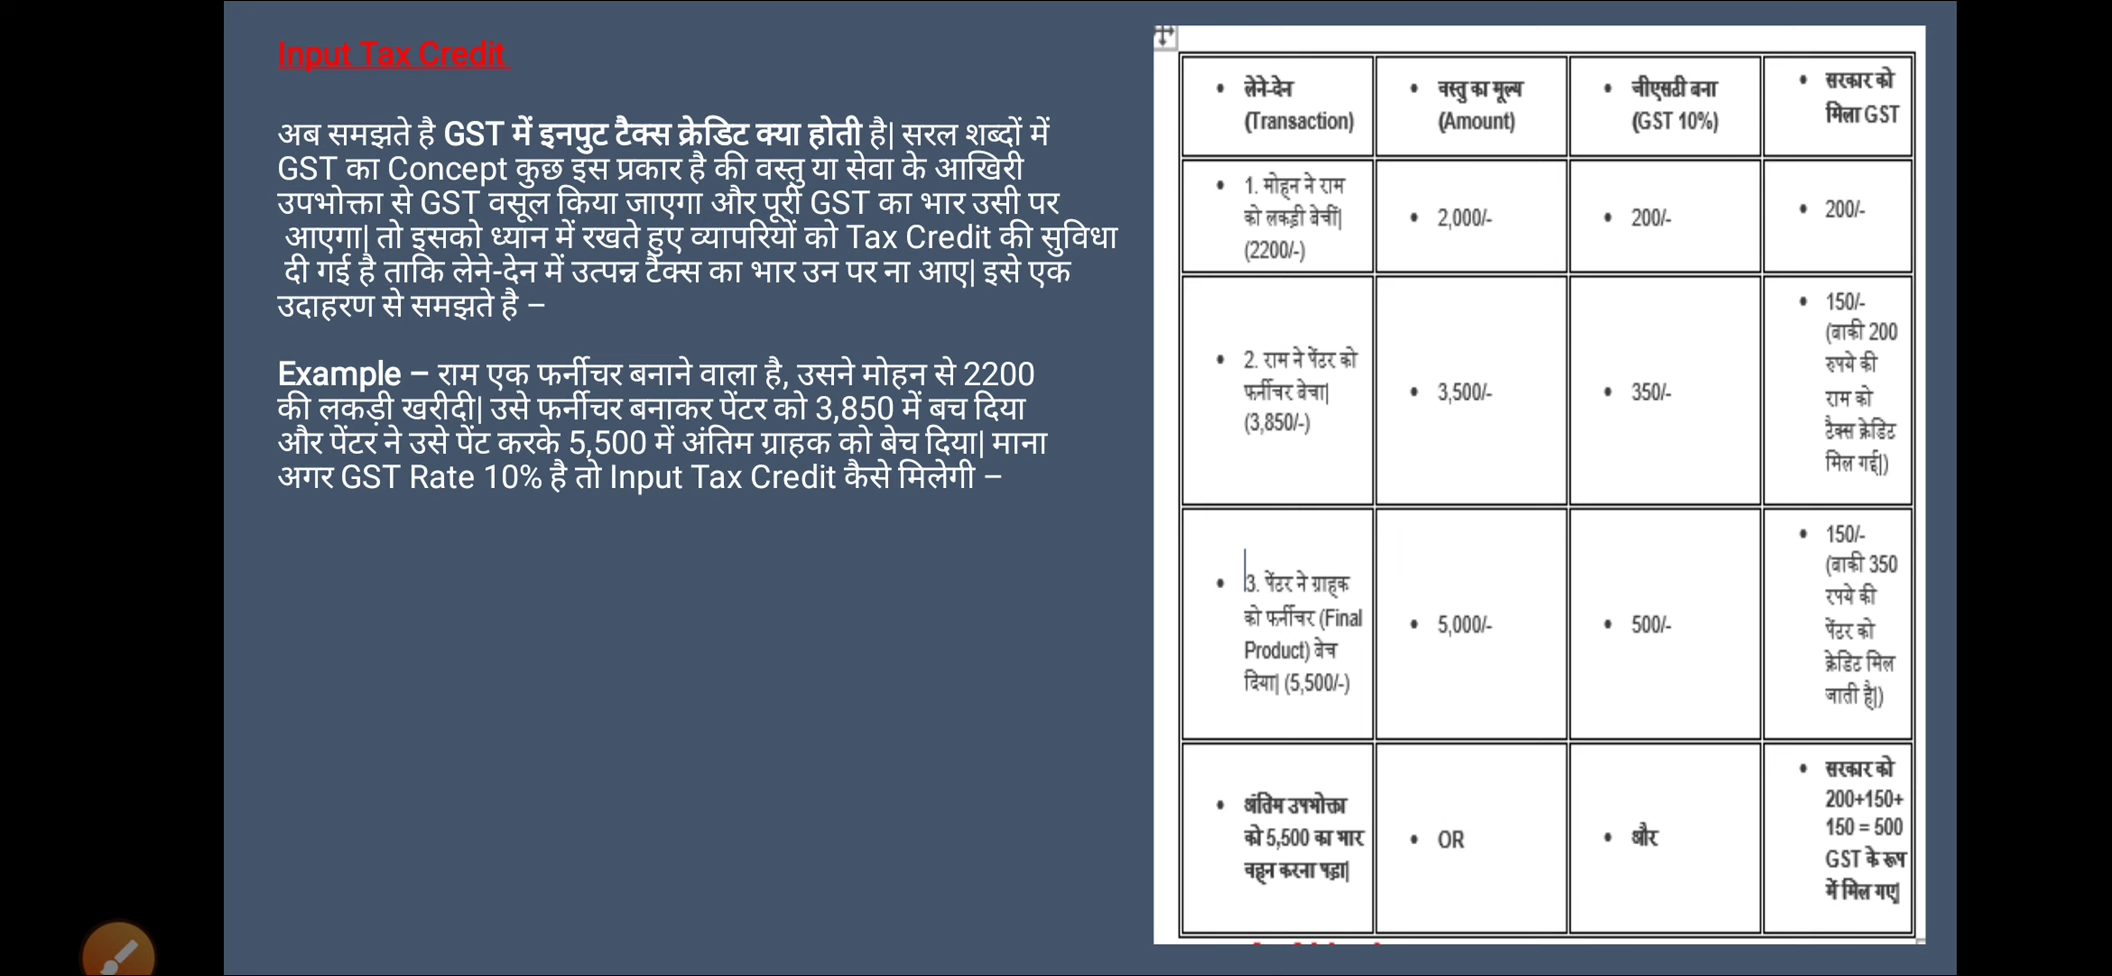 Input Tax Credit
अब समझते है GST में इनपुट टैक्स क्रेडिट क्या होती है| सरल शब्दों में
GST का Concept कुछ इस प्रकार है की वस्तु या सेवा के आखिरी
उपभोक्ता से GST वसूल किया जाएगा और पूरी GST का भार उसी पर
आएगा| तो इसको ध्यान में रखते हुए व्यापरियों को Tax Credit की सुविधा
दी गई है ताकि लेने-देन में उत्पन्न टैक्स का भार उन पर ना आए| इसे एक
उदाहरण से समझते है –
Example – राम एक फर्नीचर बनाने वाला है, उसने मोहन से 2200
की लकड़ी खरीदी| उसे फर्नीचर बनाकर पेंटर को 3,850 में बच दिया
और पेंटर ने उसे पेंट करके 5,500 में अंतिम ग्राहक को बेच दिया| माना
अगर GST Rate 10% है तो Input Tax Credit कैसे मिलेगी –
• लेने-देन
(Transaction)
• वस्तु का मूल्य
(Amount)
• जीएसटी बना
(GST 10%)
• सरकार को
मिला GST
• 1. मोहन ने राम
को लकड़ी बेचीं|
(2200/-)
• 2,000/-
• 200/-
• 200/-
• 2. राम ने पेंटर को
फर्नीचर बेचा|
(3,850/-)
• 3,500/-
• 350/-
• 150/-
(बाकी 200
रुपये की
राम को
टैक्स क्रेडिट
मिल गई|)
• 3. पेंटर ने ग्राहक
को फर्नीचर (Final
Product) बेच
दिया| (5,500/-)
• 5,000/-
• 500/-
• 150/-
(बाकी 350
रपये की
पेंटर को
क्रेडिट मिल
जाती है|)
• अंतिम उपभोक्ता
को 5,500 का भार
वहन करना पड़ा|
• OR
• और
• सरकार को
200+150+
150 = 500
GST के रूप
में मिल गए|